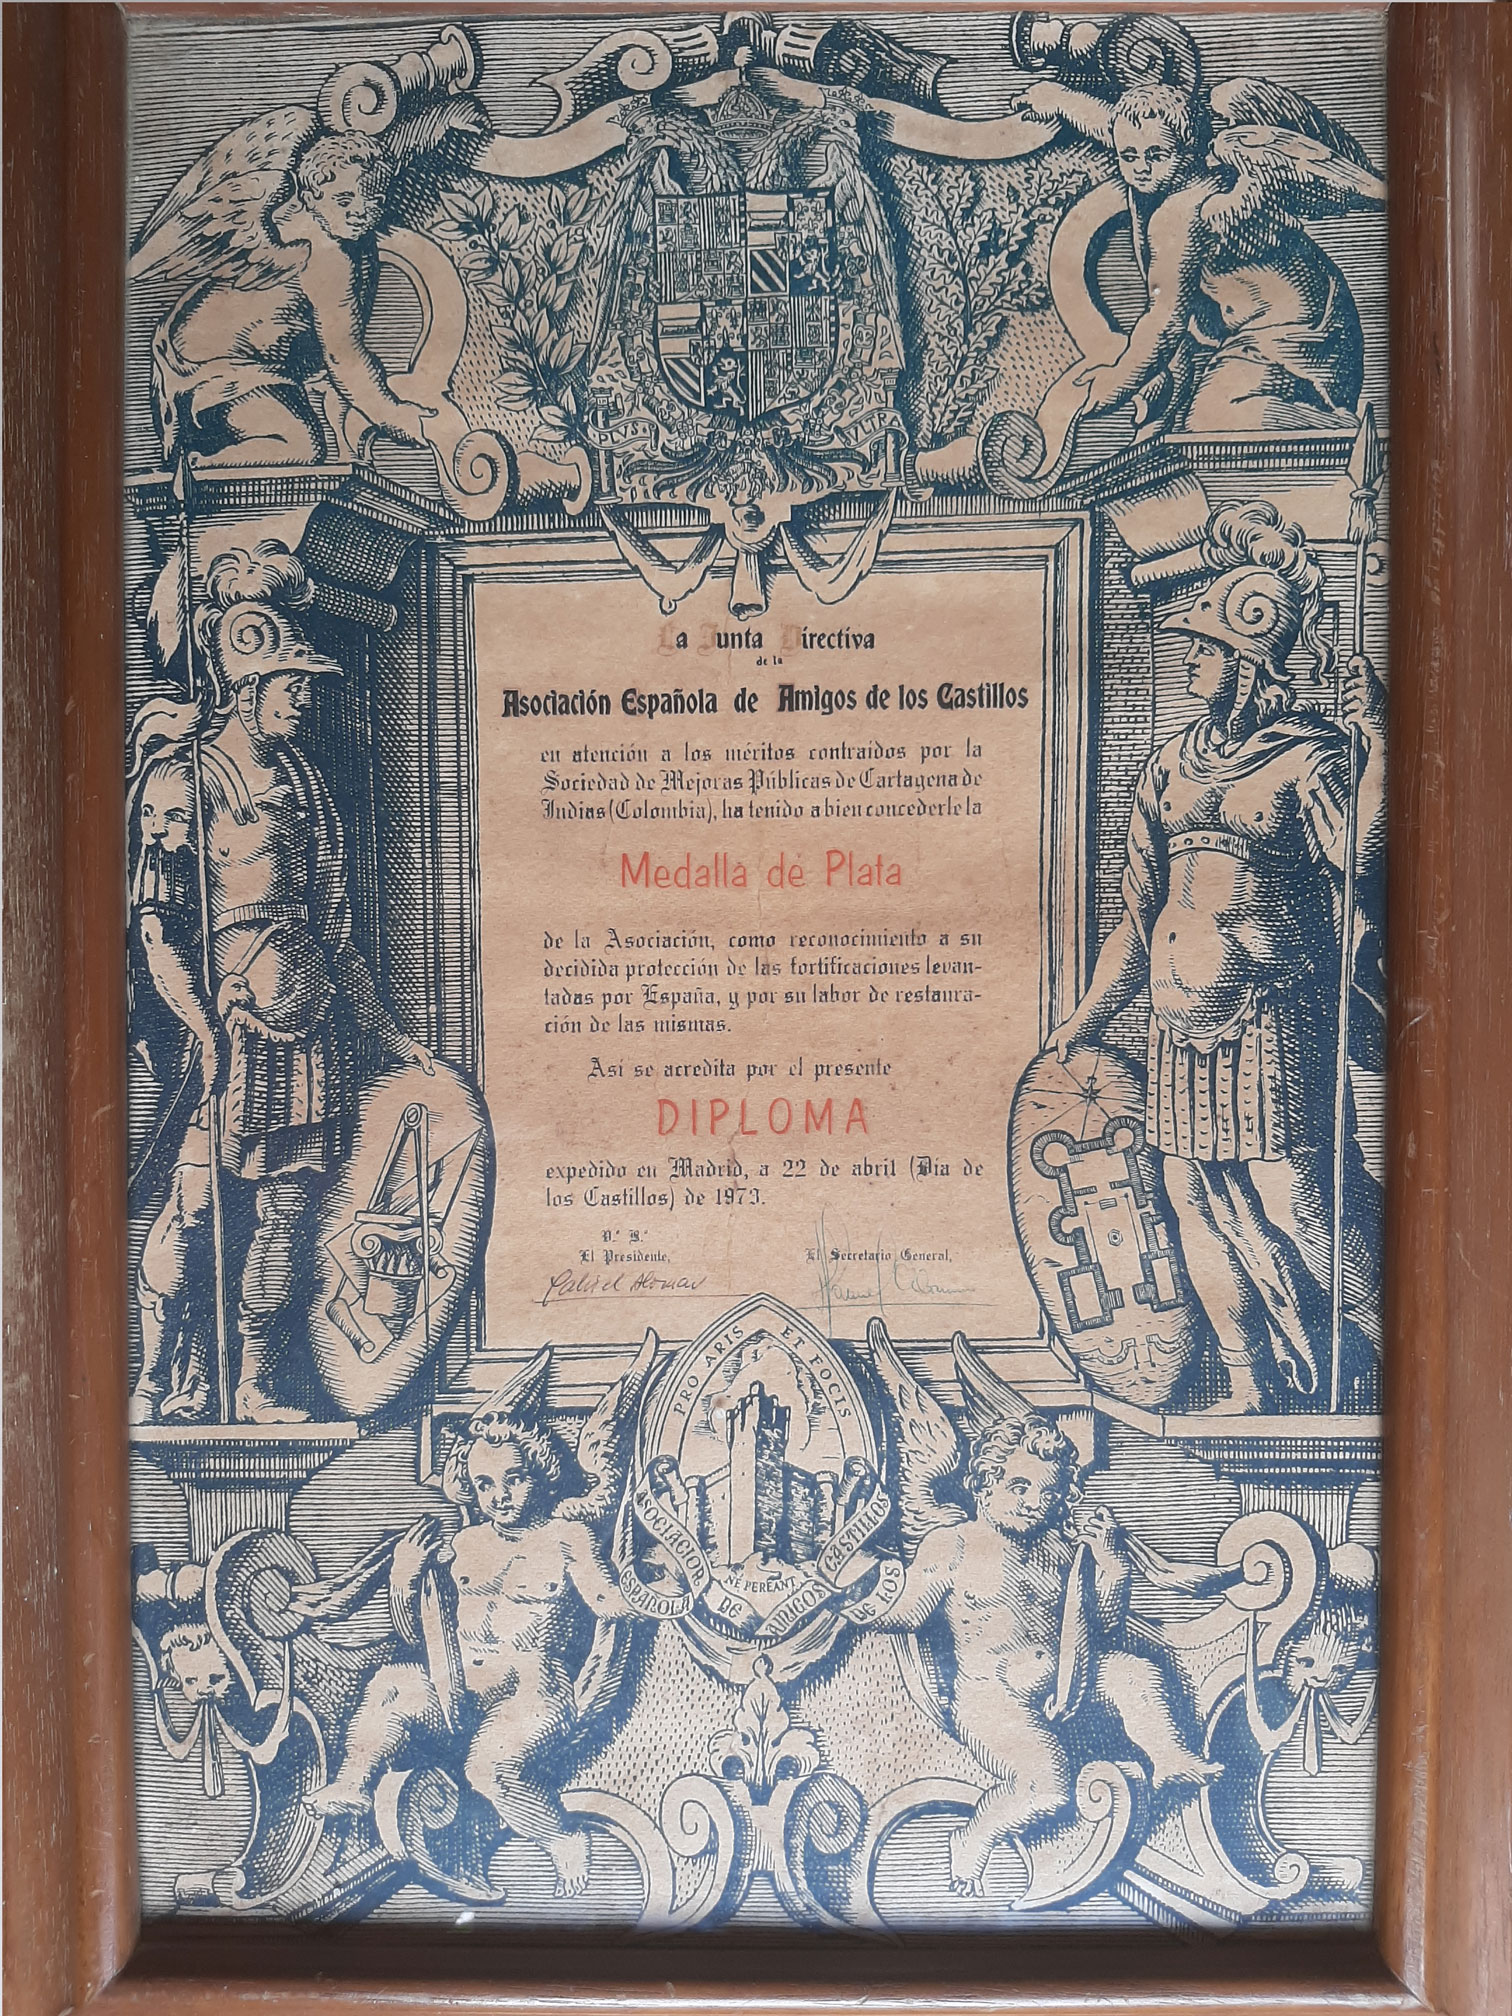 PLVS
VLTRA
La Junta Directiva
de la
Asociación Española de Amigos de los Castillos
en atención a los méritos contraidos por la
Sociedad de Mejoras Públicas de Cartagena de
Indias (Colombia), ha tenido a bien concederle la
Medalla de Plata
de la Asociación, como reconocimiento a su
decidida protección de las fortificaciones levan-
tadas por España, y por su labor de restaura-
ción de las mismas.
Así se acredita por el presente
DIPLOMA
expedido en Madrid, a 22 de abril (Día de
los Castillos) de 1973.
V.º B.º
El Presidente,
El Secretario General,
Gabriel Alomar
PRO ARIS ET FOCIS
ASOCIACION
ESPAÑOLA
DE
AMIGOS
DE LOS
CASTILLOS
NE PEREANT